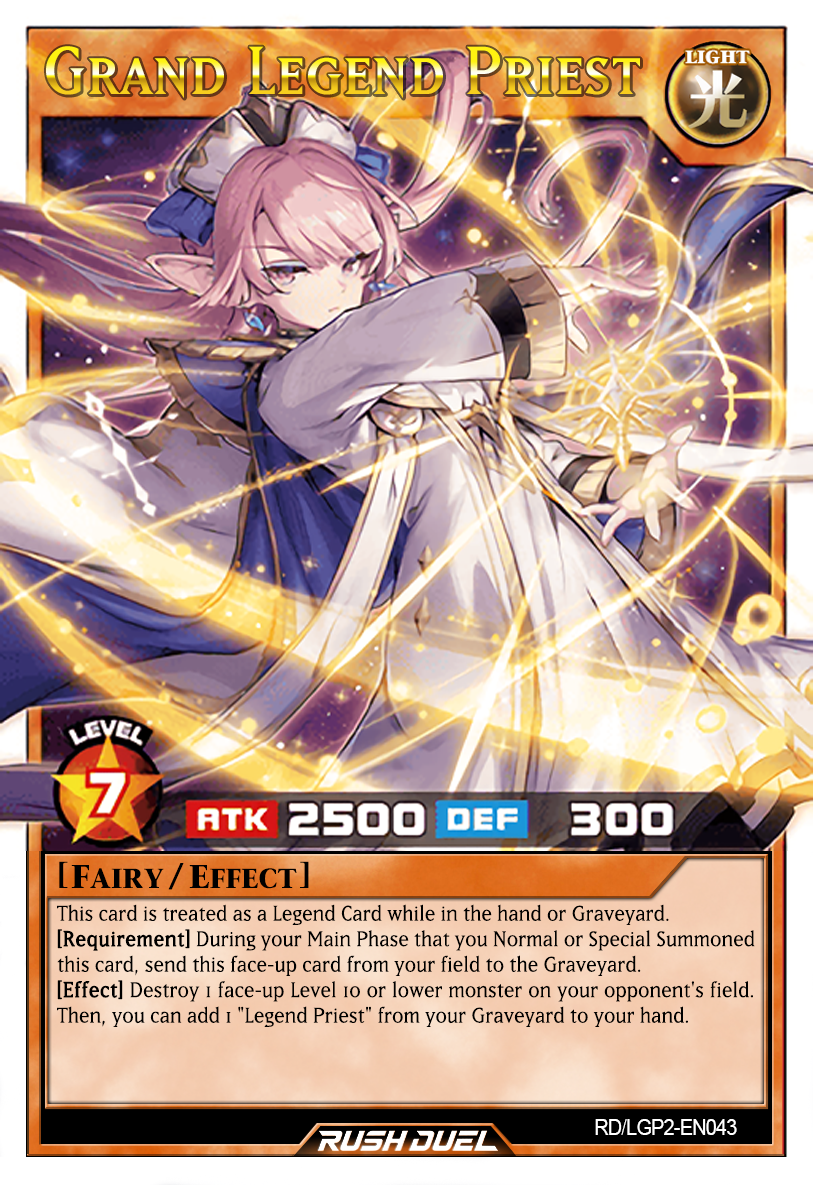 GRAND LEGEND PRIEST
LIGHT
光
LEVEL
7
ATK 2500 DEF 300
[FAIRY / EFFECT]
This card is treated as a Legend Card while in the hand or Graveyard.
[Requirement] During your Main Phase that you Normal or Special Summoned
this card, send this face-up card from your field to the Graveyard.
[Effect] Destroy 1 face-up Level 10 or lower monster on your opponent's field.
Then, you can add 1 "Legend Priest" from your Graveyard to your hand.
RUSH DUEL
RD/LGP2-EN043